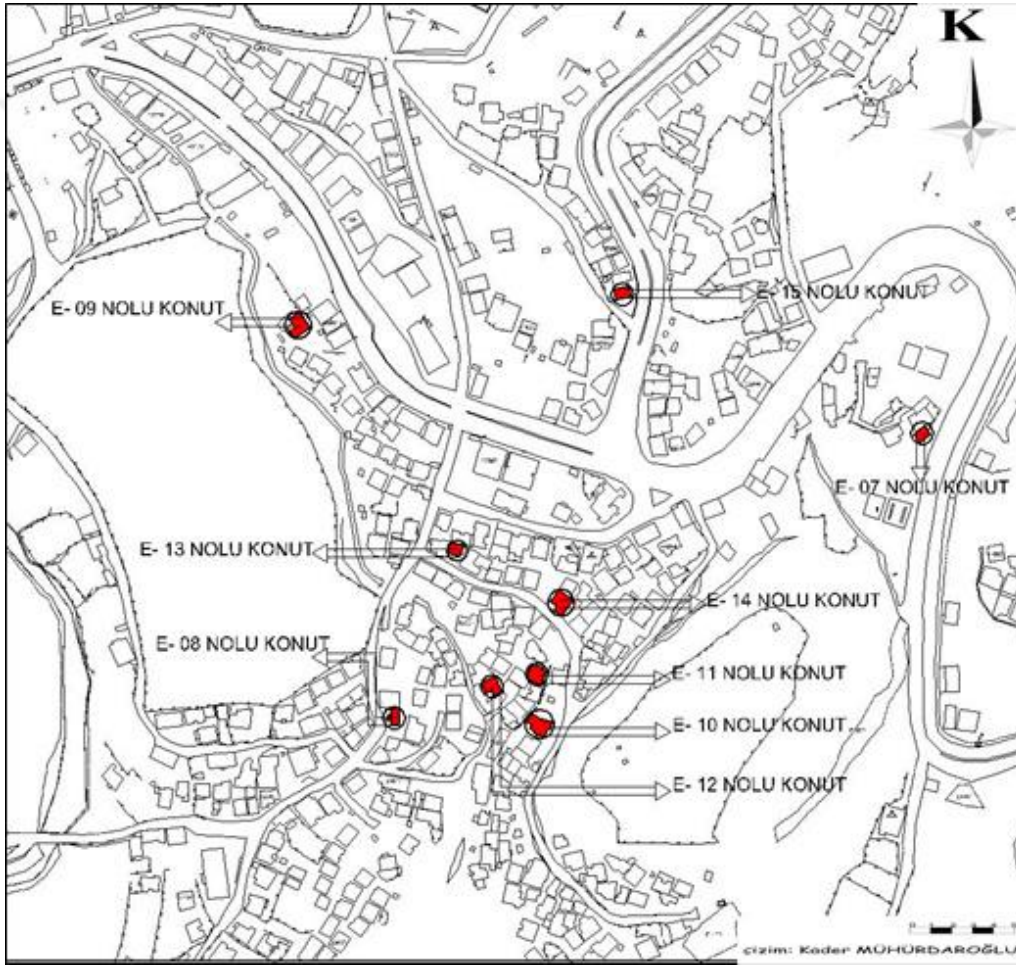 K
E- 15 NOLU KONUT
E- 09 NOLU KONUT
E- 07 NOLU KONUT
E- 13 NOLU KONUT
E- 14 NOLU KONUT
E- 08 NOLU KONUT
E- 11 NOLU KONUT
E- 10 NOLU KONUT
E- 12 NOLU KONUT
çizim: Kader MÜHÜRDAROĞLU